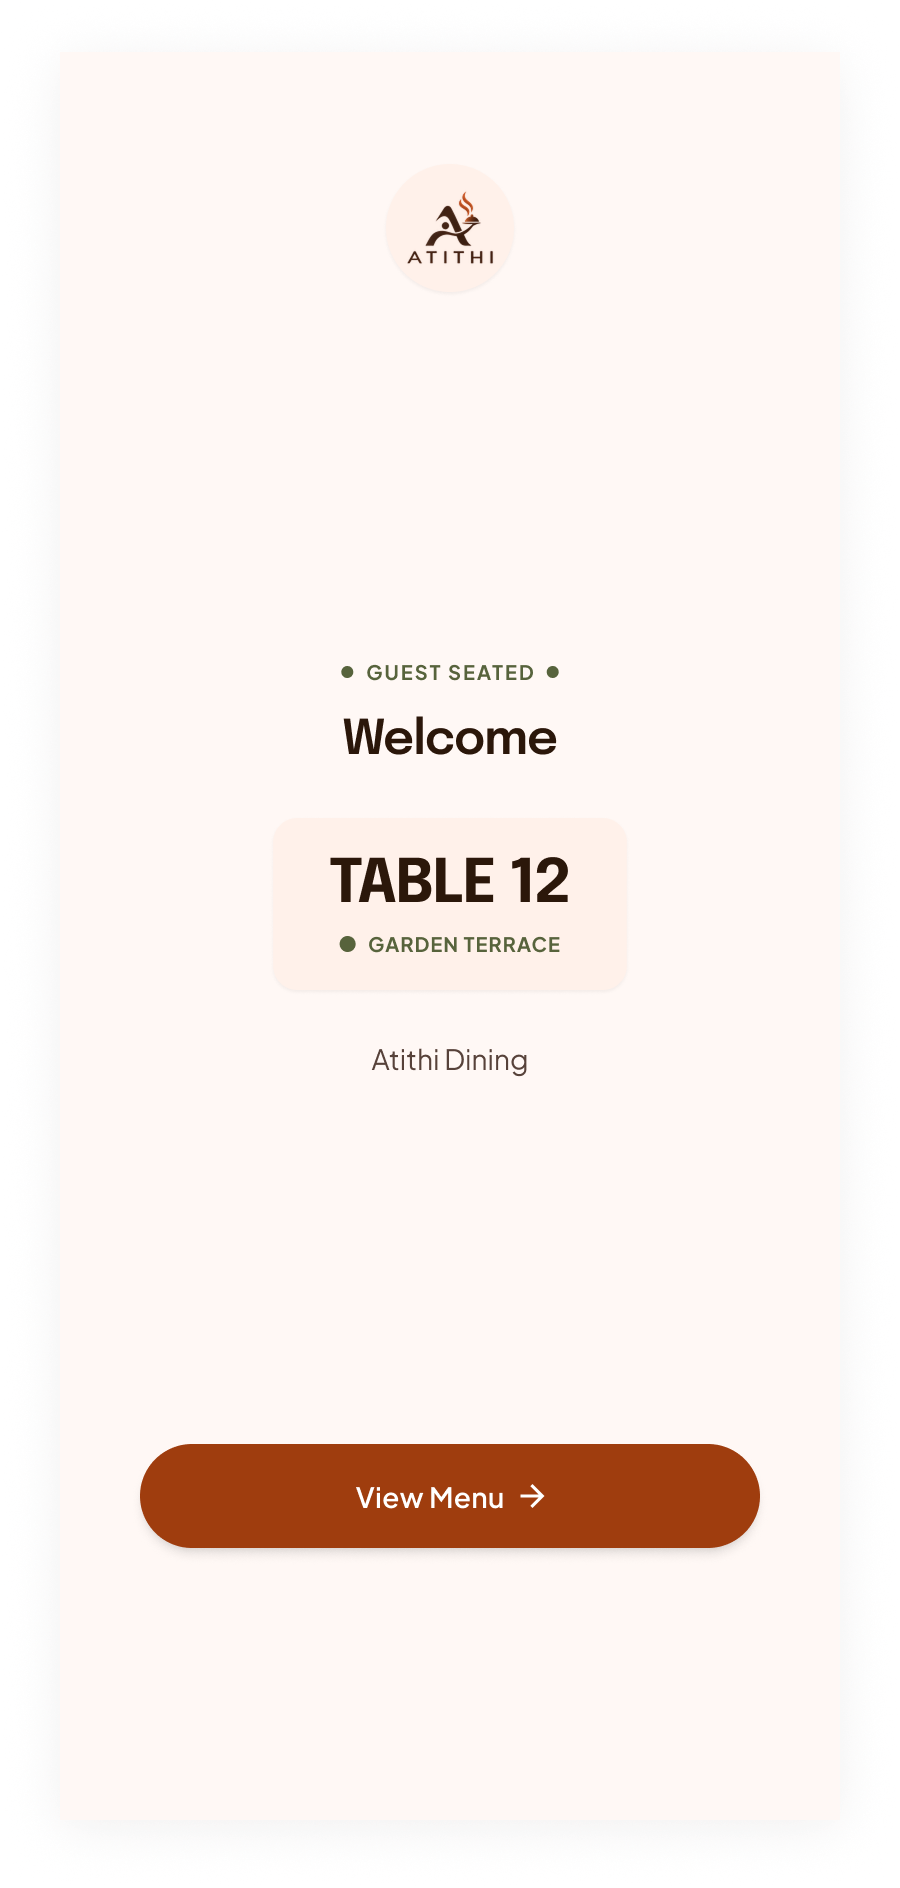 ATITHI
GUEST SEATED
Welcome
TABLE 12
GARDEN TERRACE
Atithi Dining
View Menu →